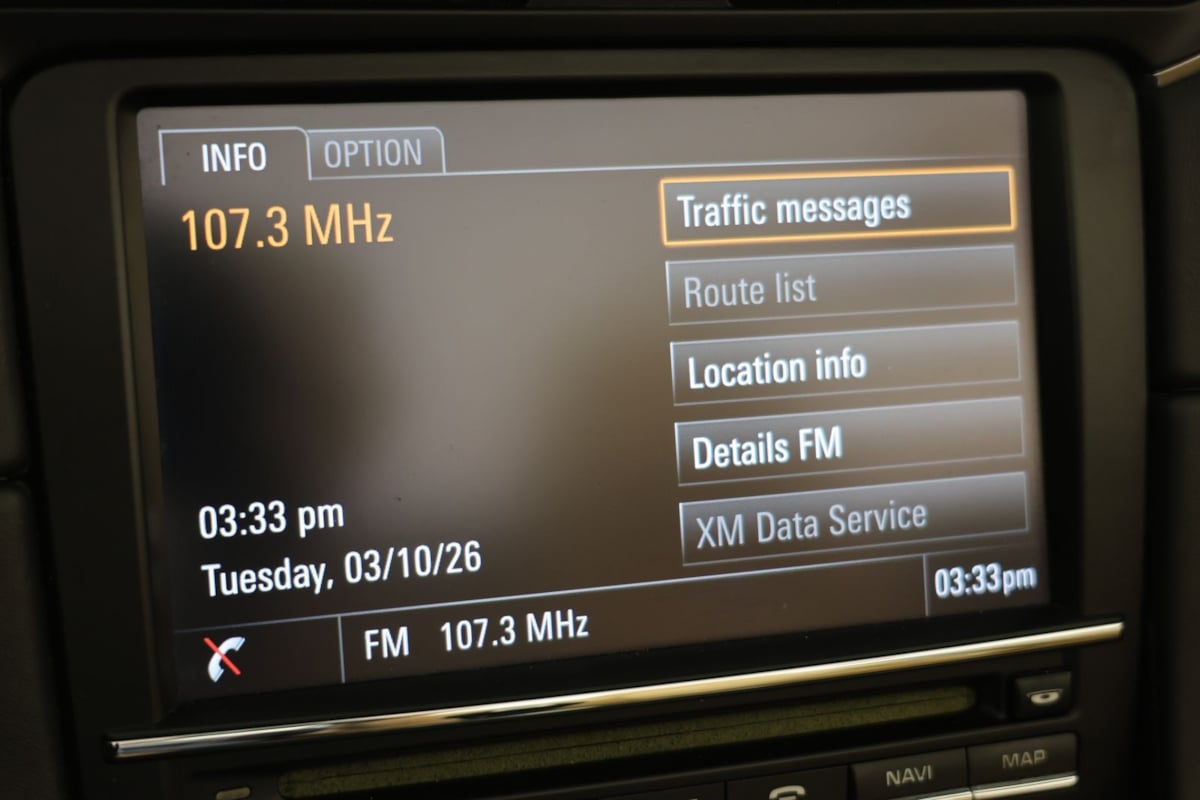 INFO OPTION
107.3 MHz
Traffic messages
Route list
Location info
Details FM
XM Data Service
03:33 pm
Tuesday, 03/10/26
FM 107.3 MHz
03:33pm
NAVI
MAP